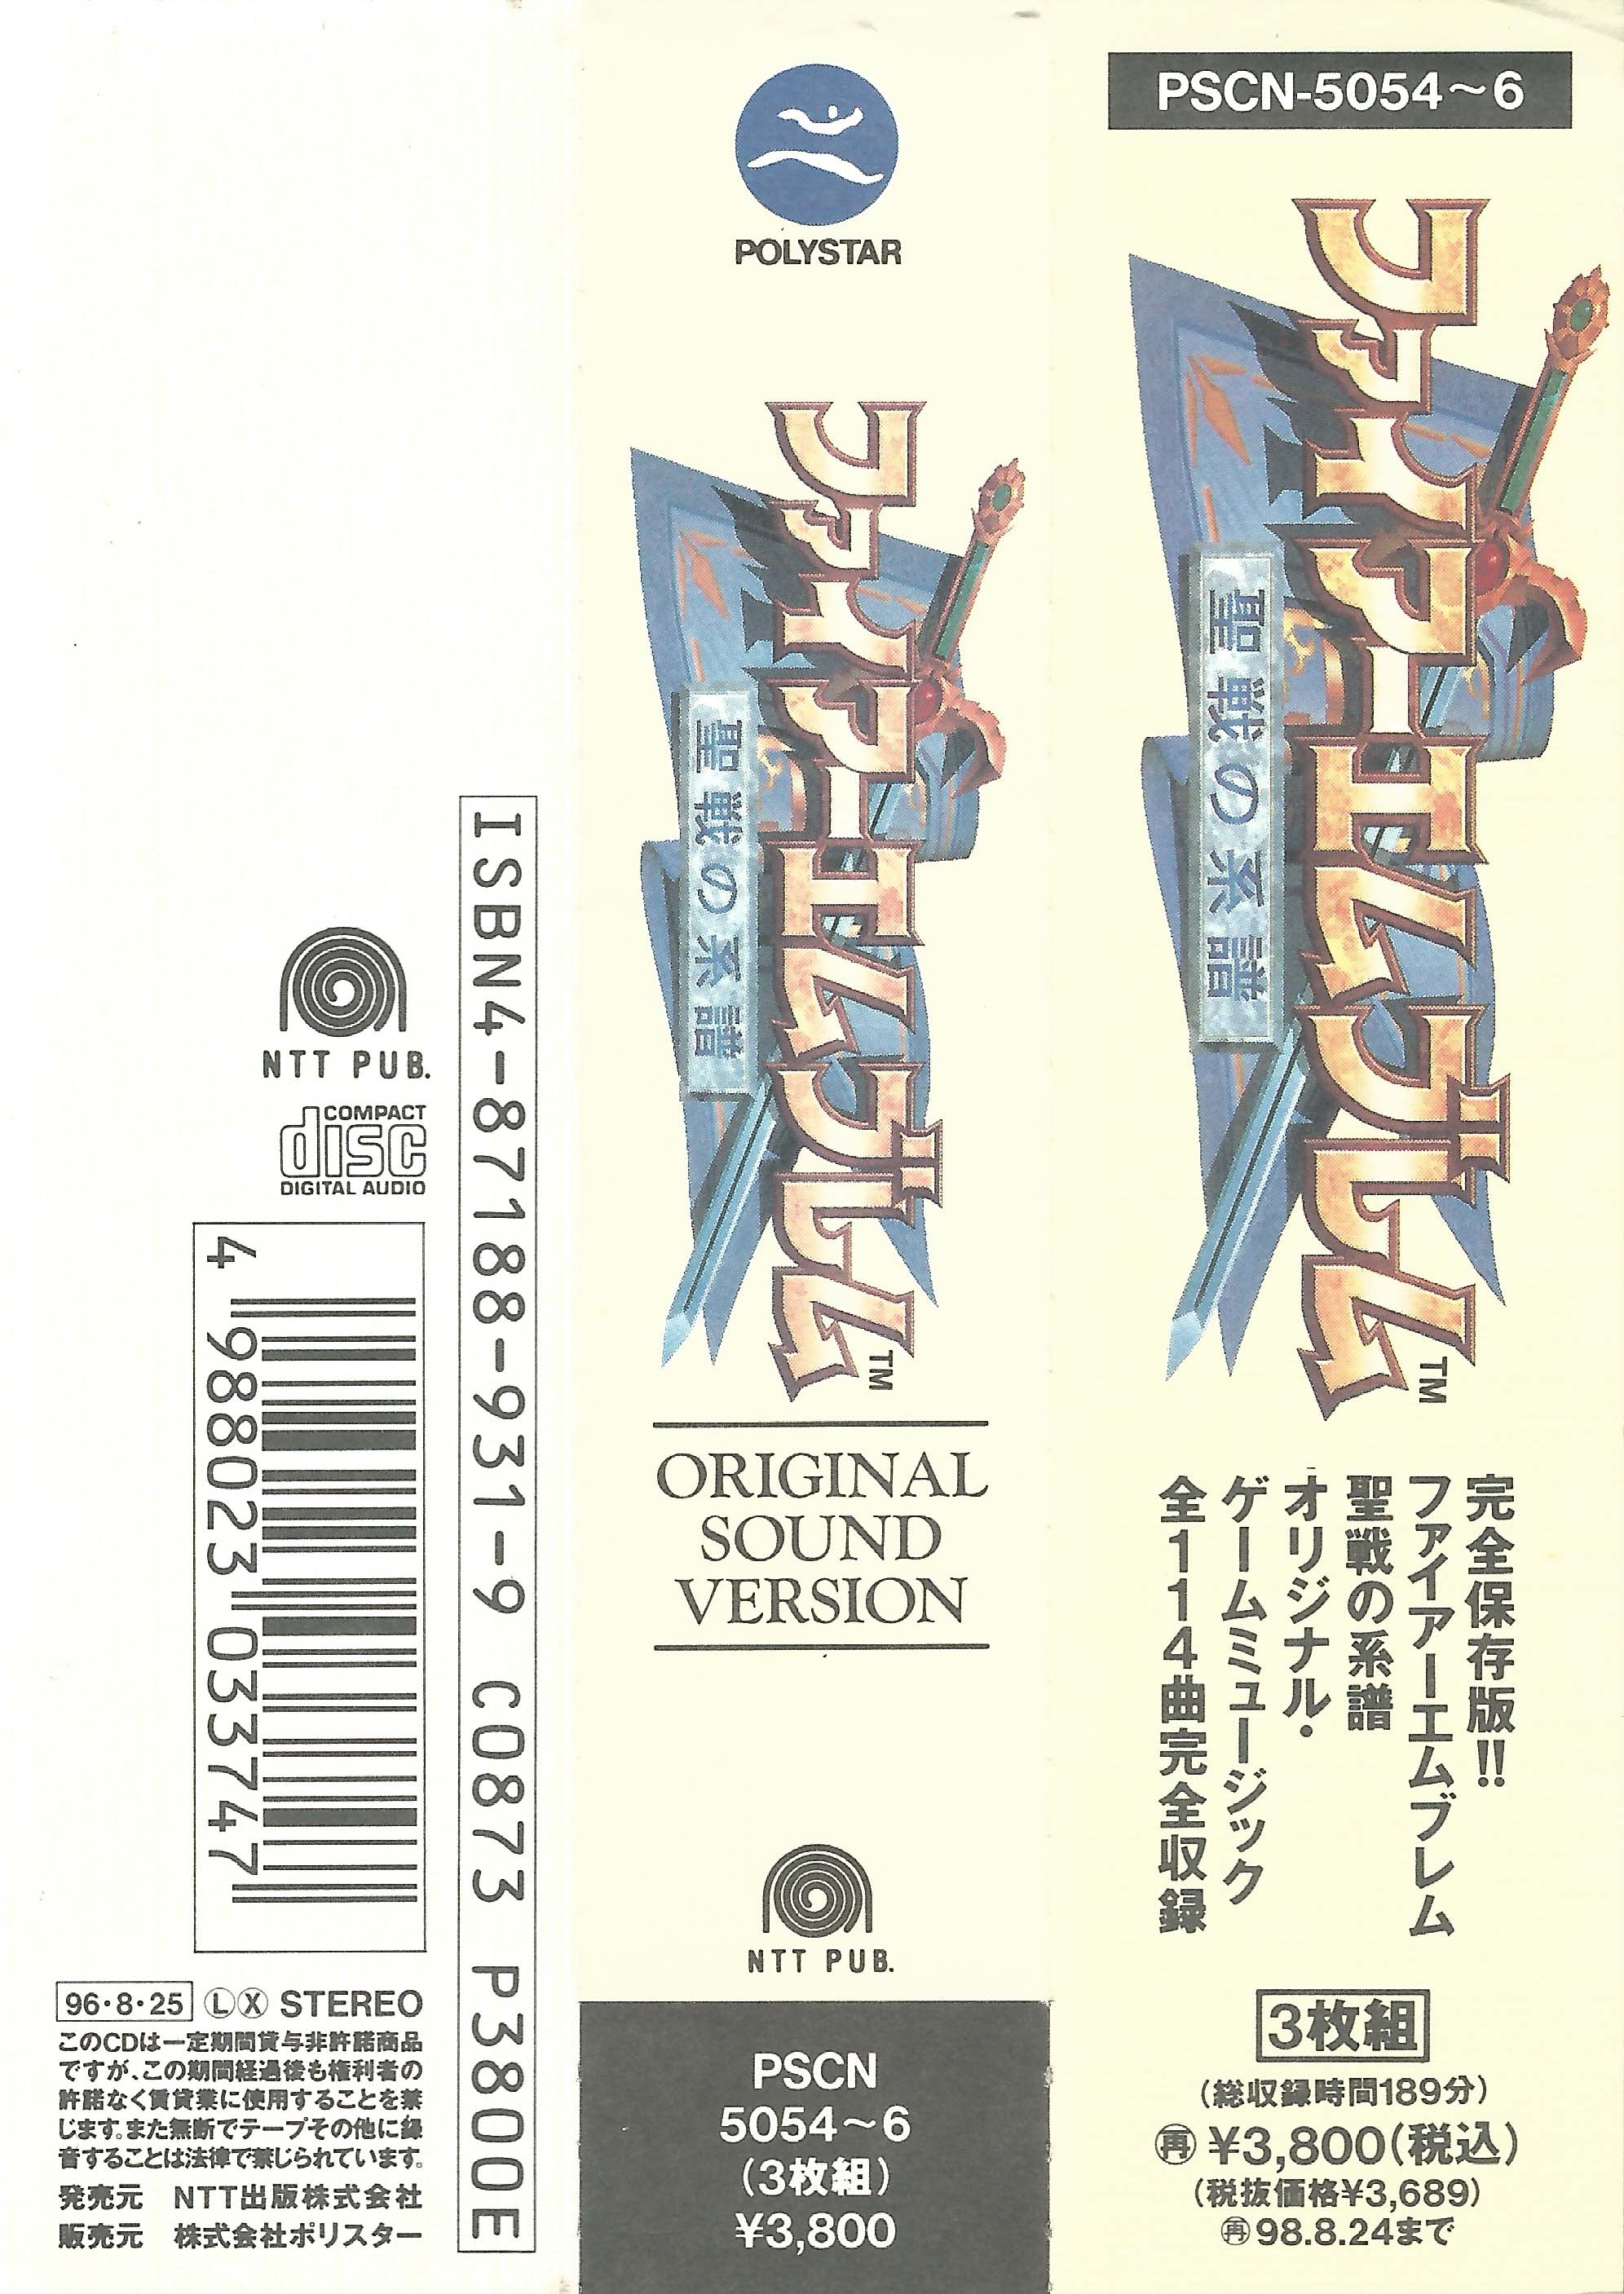 PSCN-5054～6
ファイアーエムブレム
TM
聖戦の系譜
完全保存版!!
ファイアーエムブレム
聖戦の系譜
オリジナル・
ゲームミュージック
全114曲完全収録
3枚組
(総収録時間189分)
㊢¥3,800(税込)
(税抜価格¥3,689)
㊢98.8.24まで
POLYSTAR
ファイアーエムブレム
TM
聖戦の系譜
ORIGINAL
SOUND
VERSION
NTT PUB.
PSCN
5054～6
(3枚組)
¥3,800
ISBN4-87188-931-9 C0873 P3800E
NTT PUB.
COMPACT
disc
DIGITAL AUDIO
4 988023 033747
96・8・25 ⓁⓍ STEREO
このCDは一定期間貸与非許諾商品
ですが、この期間経過後も権利者の
許諾なく賃貸業に使用することを禁
じます。また無断でテープその他に録
音することは法律で禁じられています。
発売元 NTT出版株式会社
販売元 株式会社ポリスター